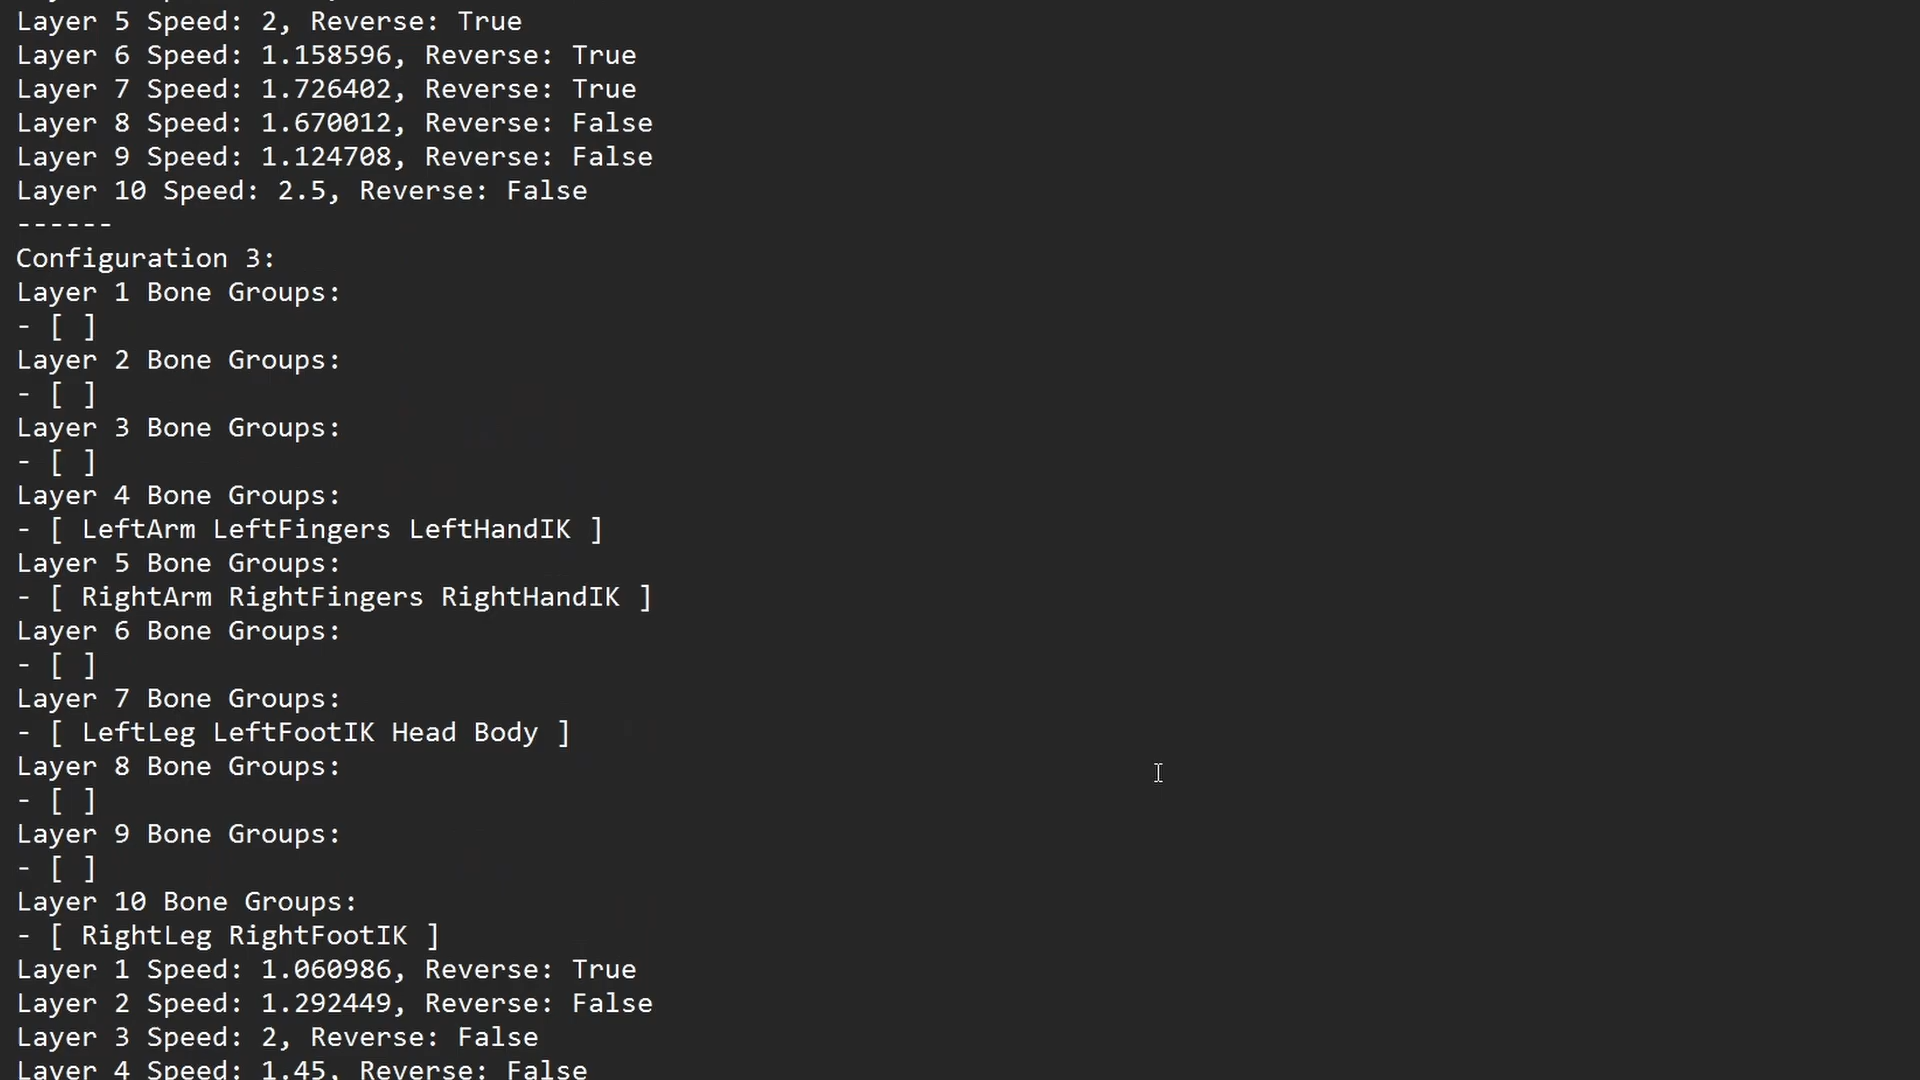 Layer 5 Speed: 2, Reverse: True
Layer 6 Speed: 1.158596, Reverse: True
Layer 7 Speed: 1.726402, Reverse: True
Layer 8 Speed: 1.670012, Reverse: False
Layer 9 Speed: 1.124708, Reverse: False
Layer 10 Speed: 2.5, Reverse: False
------
Configuration 3:
Layer 1 Bone Groups:
- [ ]
Layer 2 Bone Groups:
- [ ]
Layer 3 Bone Groups:
- [ ]
Layer 4 Bone Groups:
- [ LeftArm LeftFingers LeftHandIK ]
Layer 5 Bone Groups:
- [ RightArm RightFingers RightHandIK ]
Layer 6 Bone Groups:
- [ ]
Layer 7 Bone Groups:
- [ LeftLeg LeftFootIK Head Body ]
Layer 8 Bone Groups:
- [ ]
Layer 9 Bone Groups:
- [ ]
Layer 10 Bone Groups:
- [ RightLeg RightFootIK ]
Layer 1 Speed: 1.060986, Reverse: True
Layer 2 Speed: 1.292449, Reverse: False
Layer 3 Speed: 2, Reverse: False
Layer 4 Speed: 1.45, Reverse: False